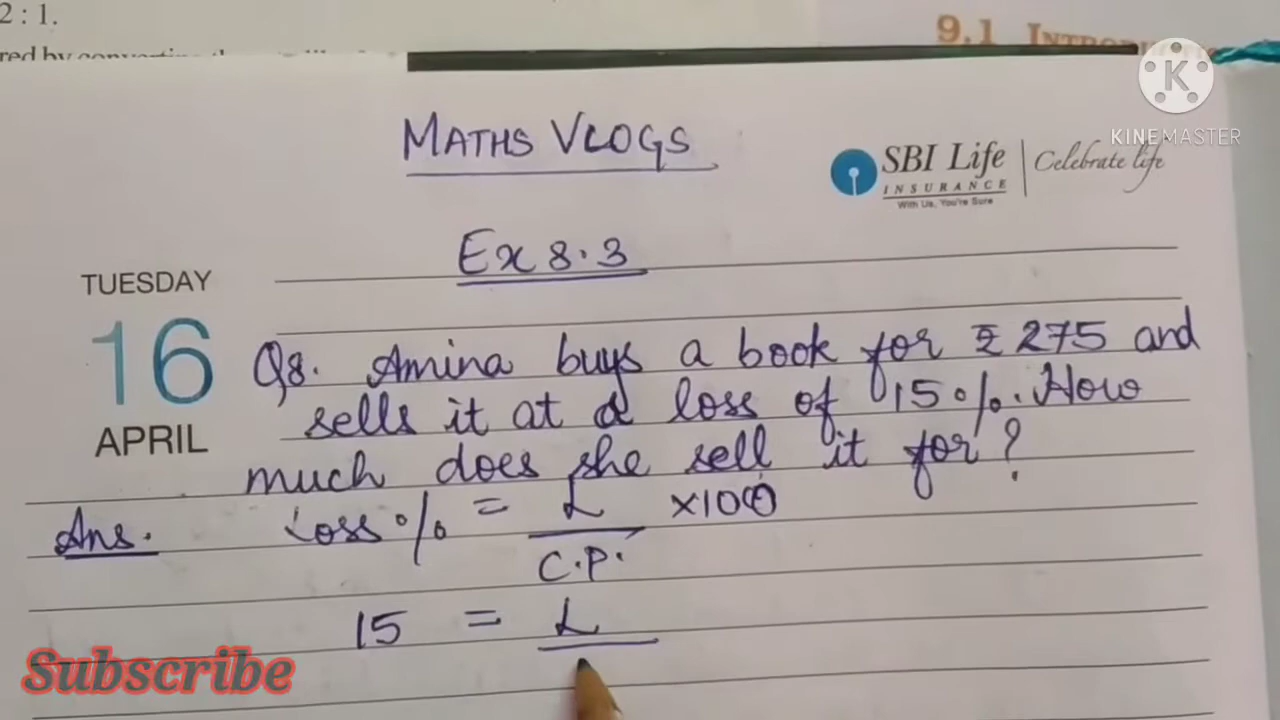 2 : 1.
9.1
KINEMASTER
MATHS VLOGS
SBI Life
INSURANCE
With Us, You're Sure
Celebrate life
Ex 8.3
TUESDAY
16
APRIL
Q8. Amina buys a book for ₹ 275 and
sells it at a loss of 15%. How
much does she sell it for?
Ans. Loss % = L/C.P. ×100
15 = L
Subscribe